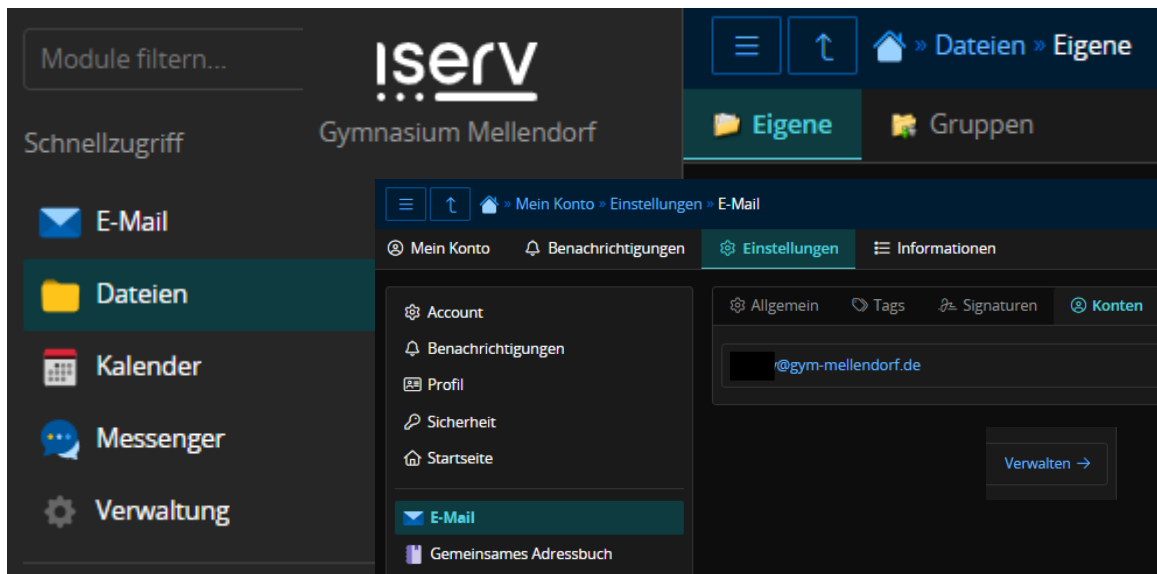 Module filtern...
Schnellzugriff
E-Mail
Dateien
Kalender
Messenger
Verwaltung
ıserv
Gymnasium Mellendorf
» Dateien » Eigene
Eigene
Gruppen
» Mein Konto » Einstellungen » E-Mail
Mein Konto Benachrichtigungen Einstellungen Informationen
Account
Benachrichtigungen
Profil
Sicherheit
Startseite
E-Mail
Gemeinsames Adressbuch
Allgemein Tags Signaturen Konten
@gym-mellendorf.de
Verwalten →